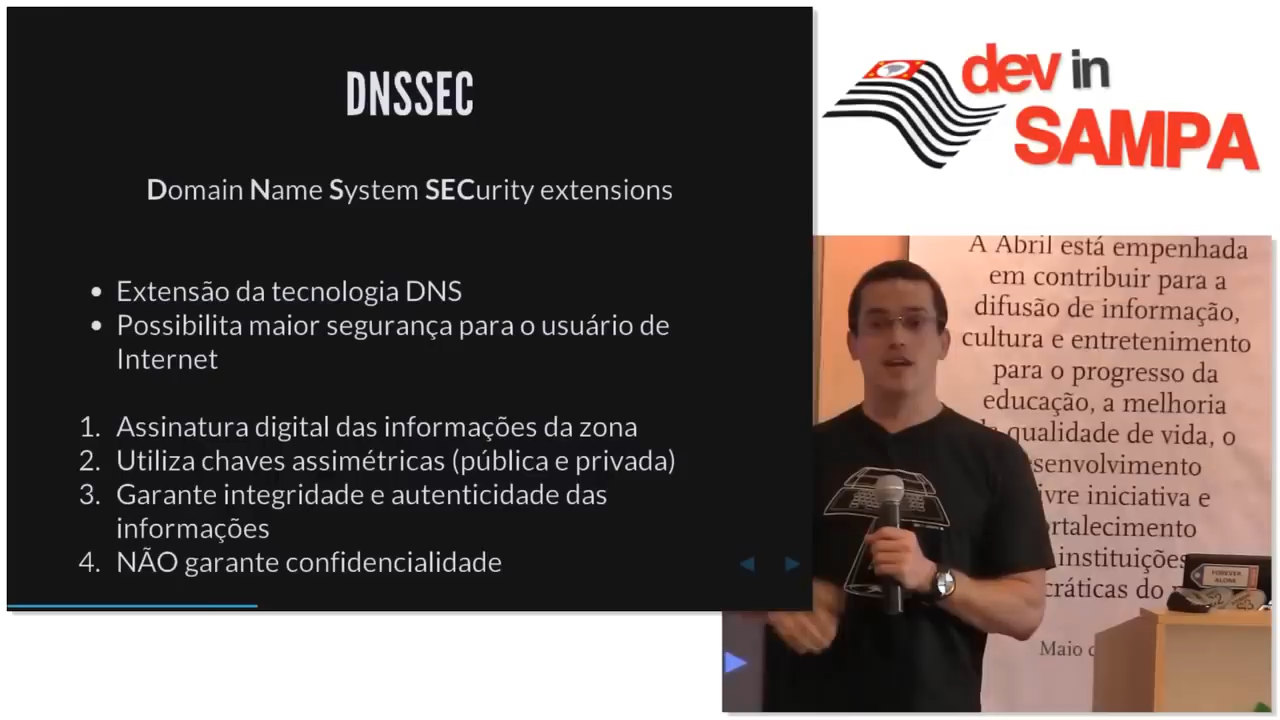 DNSSEC
Domain Name System SECurity extensions
• Extensão da tecnologia DNS
• Possibilita maior segurança para o usuário de
Internet
1. Assinatura digital das informações da zona
2. Utiliza chaves assimétricas (pública e privada)
3. Garante integridade e autenticidade das
informações
4. NÃO garante confidencialidade
dev in
SAMPA
A Abril está empenhada
em contribuir para a
difusão de informação,
cultura e entretenimento
para o progresso da
educação, a melhoria
qualidade de vida, o
esenvolvimento
ivre iniciativa e
ortalecimento
instituições
cráticas do
Maio
FOREVER
ALONE